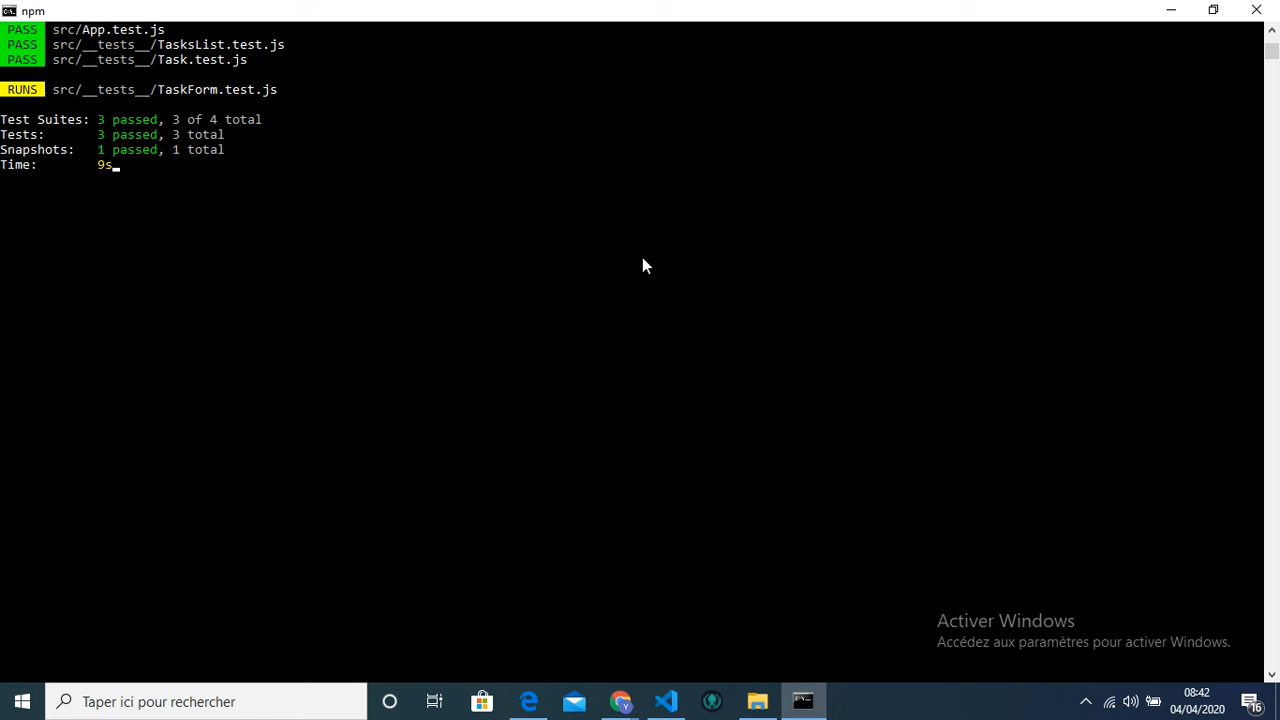 npm
PASS src/App.test.js
PASS src/__tests__/TasksList.test.js
PASS src/__tests__/Task.test.js
RUNS src/__tests__/TaskForm.test.js
Test Suites: 3 passed, 3 of 4 total
Tests: 3 passed, 3 total
Snapshots: 1 passed, 1 total
Time: 9s
Activer Windows
Accédez aux paramètres pour activer Windows.
Taper ici pour rechercher
08:42
04/04/2020
16